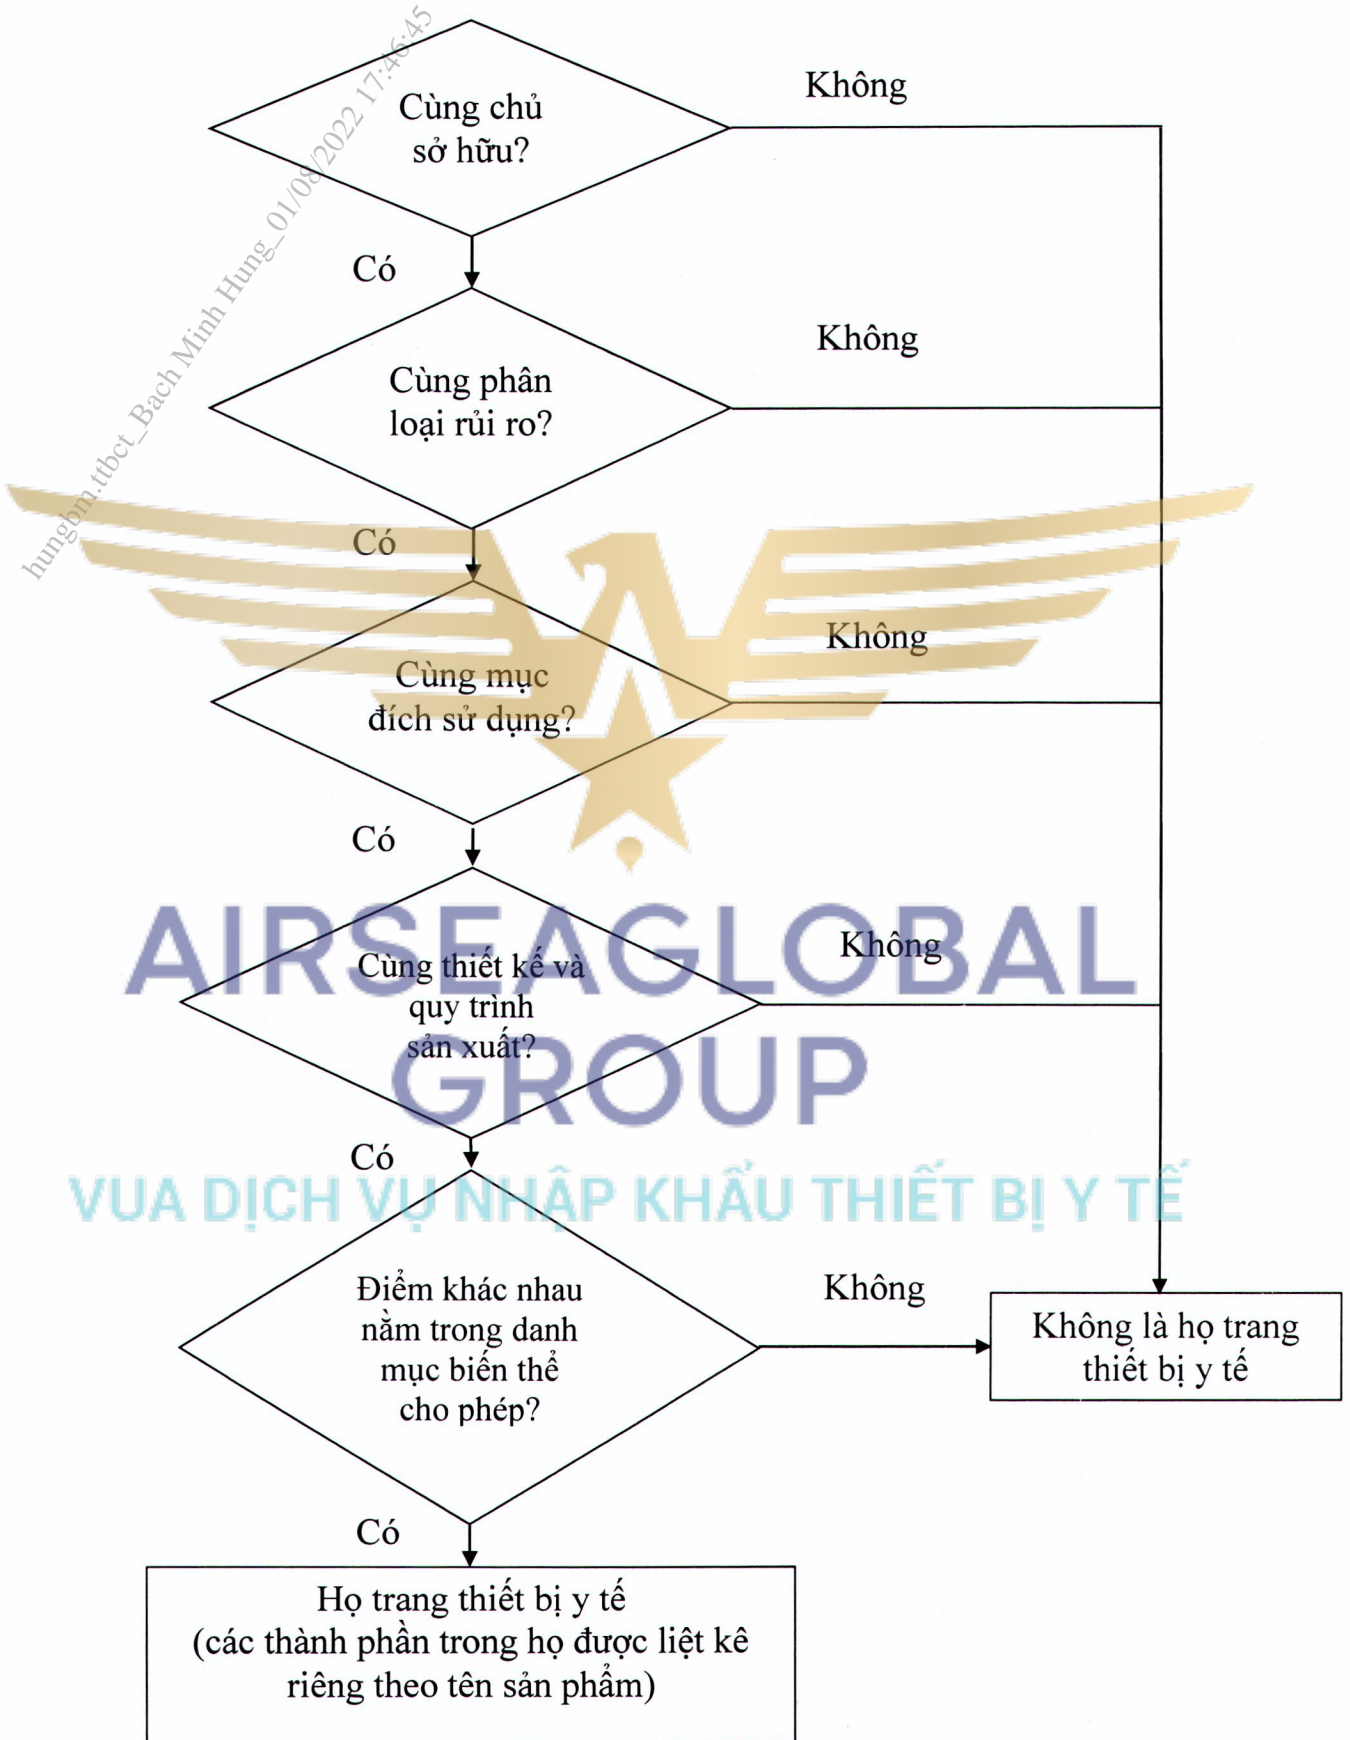 Cùng chủ
sở hữu?
Không
Có
Cùng phân
loại rủi ro?
Không
Có
Cùng mục
đích sử dụng?
Không
Có
Cùng thiết kế và
quy trình
sản xuất?
Không
Có
Điểm khác nhau
nằm trong danh
mục biến thể
cho phép?
Không
Không là họ trang
thiết bị y tế
Có
Họ trang thiết bị y tế
(các thành phần trong họ được liệt kê
riêng theo tên sản phẩm)
hungbm.ttbct_Bach Minh Hung_01/08/2022 17:46:45
AIRSEAGLOBAL
GROUP
VUA DỊCH VỤ NHẬP KHẨU THIẾT BỊ Y TẾ